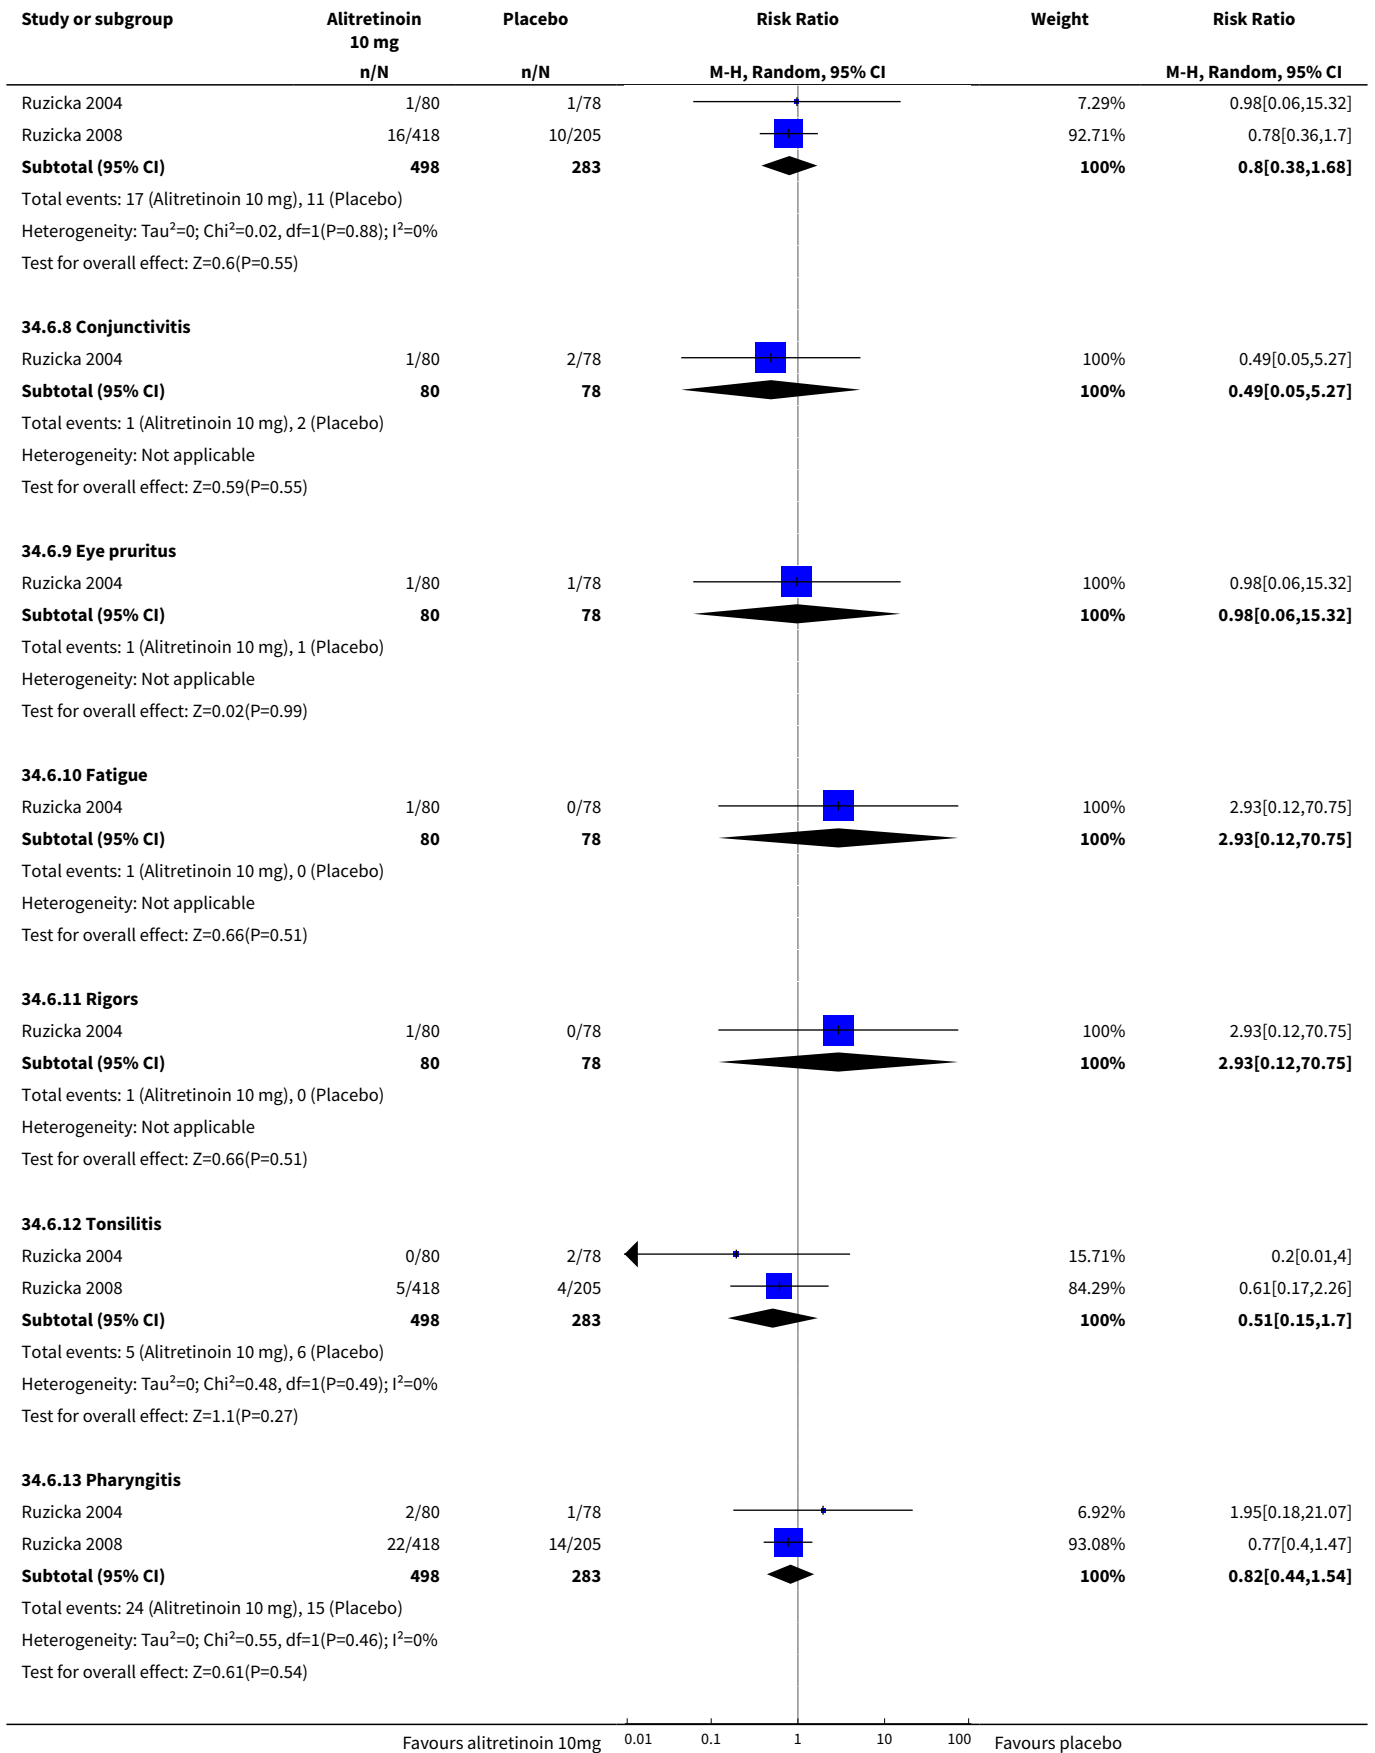 Study or subgroup Alitretinoin 10 mg Placebo Risk Ratio Weight Risk Ratio
n/N n/N M-H, Random, 95% CI M-H, Random, 95% CI
Ruzicka 2004 1/80 1/78 7.29% 0.98[0.06,15.32]
Ruzicka 2008 16/418 10/205 92.71% 0.78[0.36,1.7]
Subtotal (95% CI) 498 283 100% 0.8[0.38,1.68]
Total events: 17 (Alitretinoin 10 mg), 11 (Placebo)
Heterogeneity: Tau²=0; Chi²=0.02, df=1(P=0.88); I²=0%
Test for overall effect: Z=0.6(P=0.55)
34.6.8 Conjunctivitis
Ruzicka 2004 1/80 2/78 100% 0.49[0.05,5.27]
Subtotal (95% CI) 80 78 100% 0.49[0.05,5.27]
Total events: 1 (Alitretinoin 10 mg), 2 (Placebo)
Heterogeneity: Not applicable
Test for overall effect: Z=0.59(P=0.55)
34.6.9 Eye pruritus
Ruzicka 2004 1/80 1/78 100% 0.98[0.06,15.32]
Subtotal (95% CI) 80 78 100% 0.98[0.06,15.32]
Total events: 1 (Alitretinoin 10 mg), 1 (Placebo)
Heterogeneity: Not applicable
Test for overall effect: Z=0.02(P=0.99)
34.6.10 Fatigue
Ruzicka 2004 1/80 0/78 100% 2.93[0.12,70.75]
Subtotal (95% CI) 80 78 100% 2.93[0.12,70.75]
Total events: 1 (Alitretinoin 10 mg), 0 (Placebo)
Heterogeneity: Not applicable
Test for overall effect: Z=0.66(P=0.51)
34.6.11 Rigors
Ruzicka 2004 1/80 0/78 100% 2.93[0.12,70.75]
Subtotal (95% CI) 80 78 100% 2.93[0.12,70.75]
Total events: 1 (Alitretinoin 10 mg), 0 (Placebo)
Heterogeneity: Not applicable
Test for overall effect: Z=0.66(P=0.51)
34.6.12 Tonsilitis
Ruzicka 2004 0/80 2/78 15.71% 0.2[0.01,4]
Ruzicka 2008 5/418 4/205 84.29% 0.61[0.17,2.26]
Subtotal (95% CI) 498 283 100% 0.51[0.15,1.7]
Total events: 5 (Alitretinoin 10 mg), 6 (Placebo)
Heterogeneity: Tau²=0; Chi²=0.48, df=1(P=0.49); I²=0%
Test for overall effect: Z=1.1(P=0.27)
34.6.13 Pharyngitis
Ruzicka 2004 2/80 1/78 6.92% 1.95[0.18,21.07]
Ruzicka 2008 22/418 14/205 93.08% 0.77[0.4,1.47]
Subtotal (95% CI) 498 283 100% 0.82[0.44,1.54]
Total events: 24 (Alitretinoin 10 mg), 15 (Placebo)
Heterogeneity: Tau²=0; Chi²=0.55, df=1(P=0.46); I²=0%
Test for overall effect: Z=0.61(P=0.54)
Favours alitretinoin 10mg 0.01 0.1 1 10 100 Favours placebo